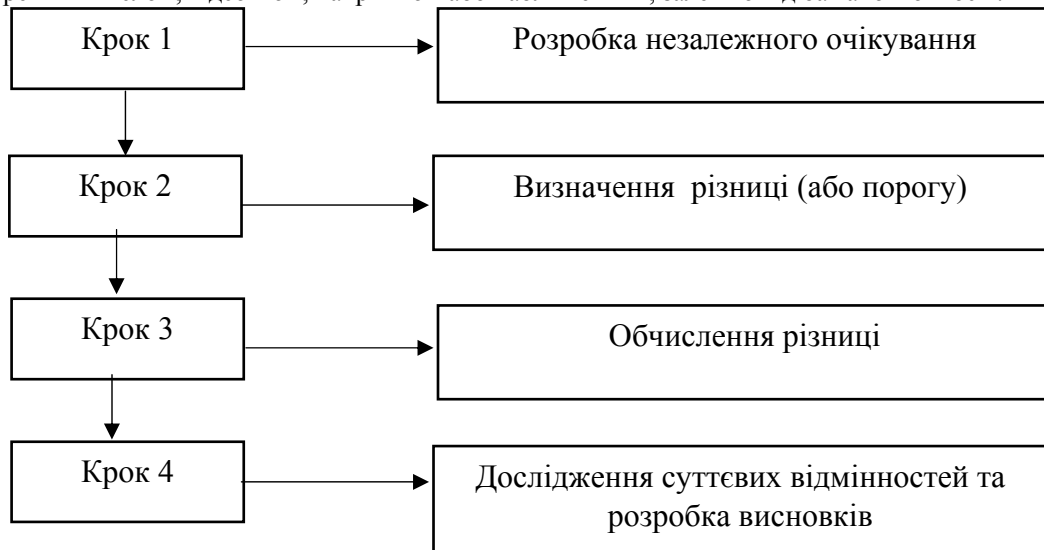 Крок 1
Розробка незалежного очікування
Крок 2
Визначення різниці (або порогу)
Крок 3
Обчислення різниці
Крок 4
Дослідження суттєвих відмінностей та
розробка висновків